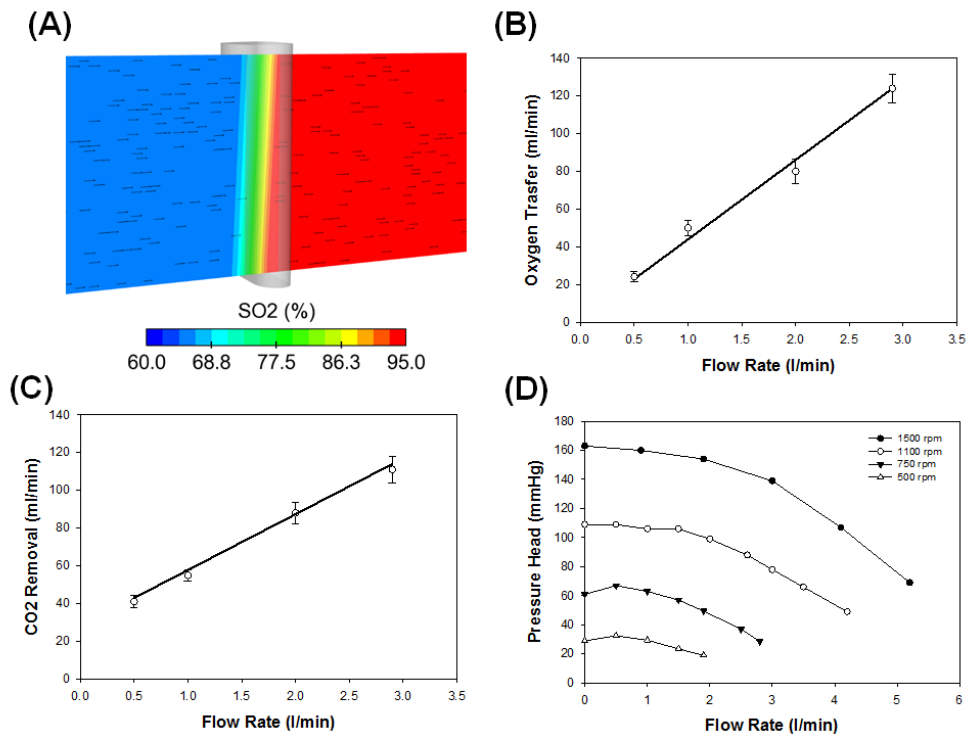 (A)
SO2 (%)
60.0 68.8 77.5 86.3 95.0
(B)
140
120
100
80
60
40
20
0
Oxygen Trasfer (ml/min)
0.0 0.5 1.0 1.5 2.0 2.5 3.0 3.5
Flow Rate (l/min)
(C)
140
120
100
80
60
40
20
0
CO2 Removal (ml/min)
0.0 0.5 1.0 1.5 2.0 2.5 3.0 3.5
Flow Rate (l/min)
(D)
180
160
140
120
100
80
60
40
20
0
Pressure Head (mmHg)
1500 rpm
1100 rpm
750 rpm
500 rpm
0 1 2 3 4 5 6
Flow Rate (l/min)